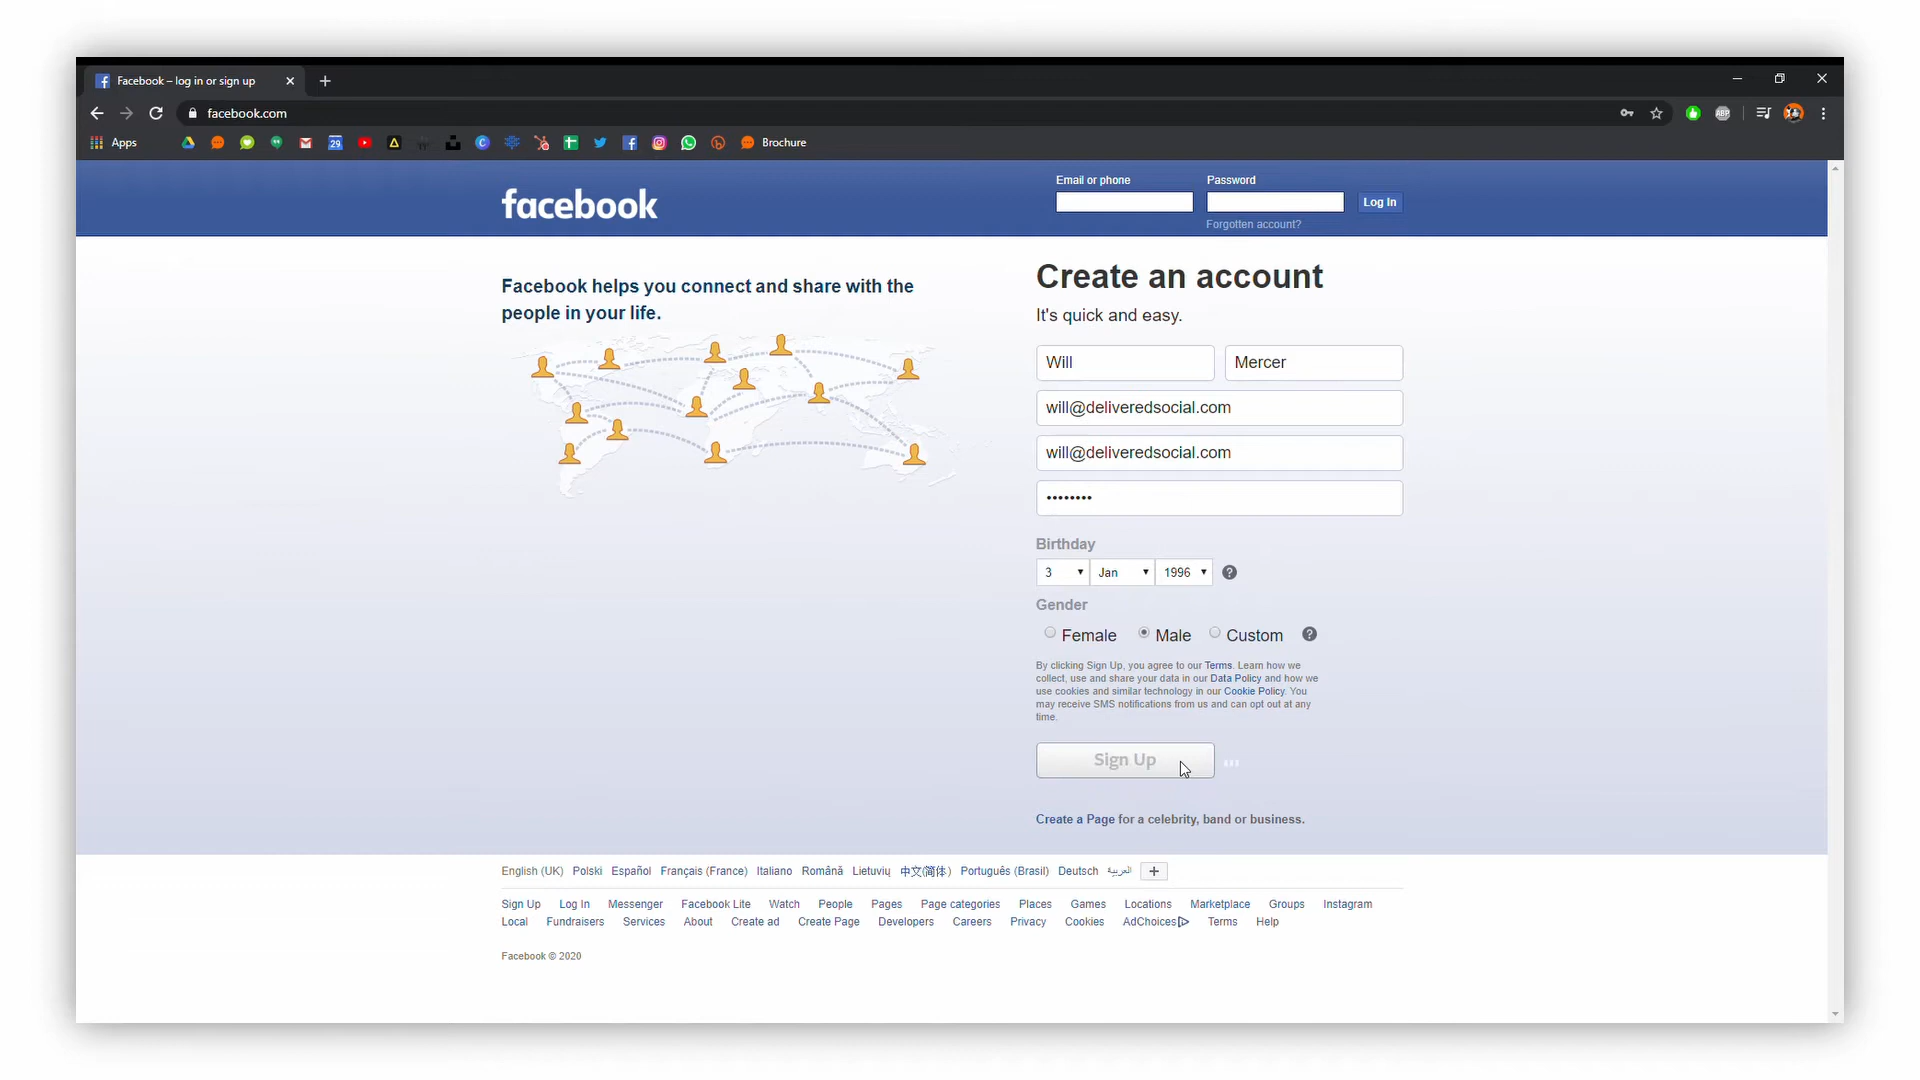 Facebook – log in or sign up
facebook.com
ABP
Apps
29
Brochure
facebook
Email or phone
Password
Log In
Forgotten account?
Facebook helps you connect and share with the
people in your life.
Create an account
It's quick and easy.
Will
Mercer
will@deliveredsocial.com
will@deliveredsocial.com
••••••••
Birthday
3
Jan
1996
Gender
Female
Male
Custom
By clicking Sign Up, you agree to our Terms. Learn how we
collect, use and share your data in our Data Policy and how we
use cookies and similar technology in our Cookie Policy. You
may receive SMS notifications from us and can opt out at any
time.
Sign Up
Create a Page for a celebrity, band or business.
English (UK) Polski Español Français (France) Italiano Română Lietuvių 中文(简体) Português (Brasil) Deutsch العربية
Sign Up Log In Messenger Facebook Lite Watch People Pages Page categories Places Games Locations Marketplace Groups Instagram
Local Fundraisers Services About Create ad Create Page Developers Careers Privacy Cookies AdChoices Terms Help
Facebook © 2020